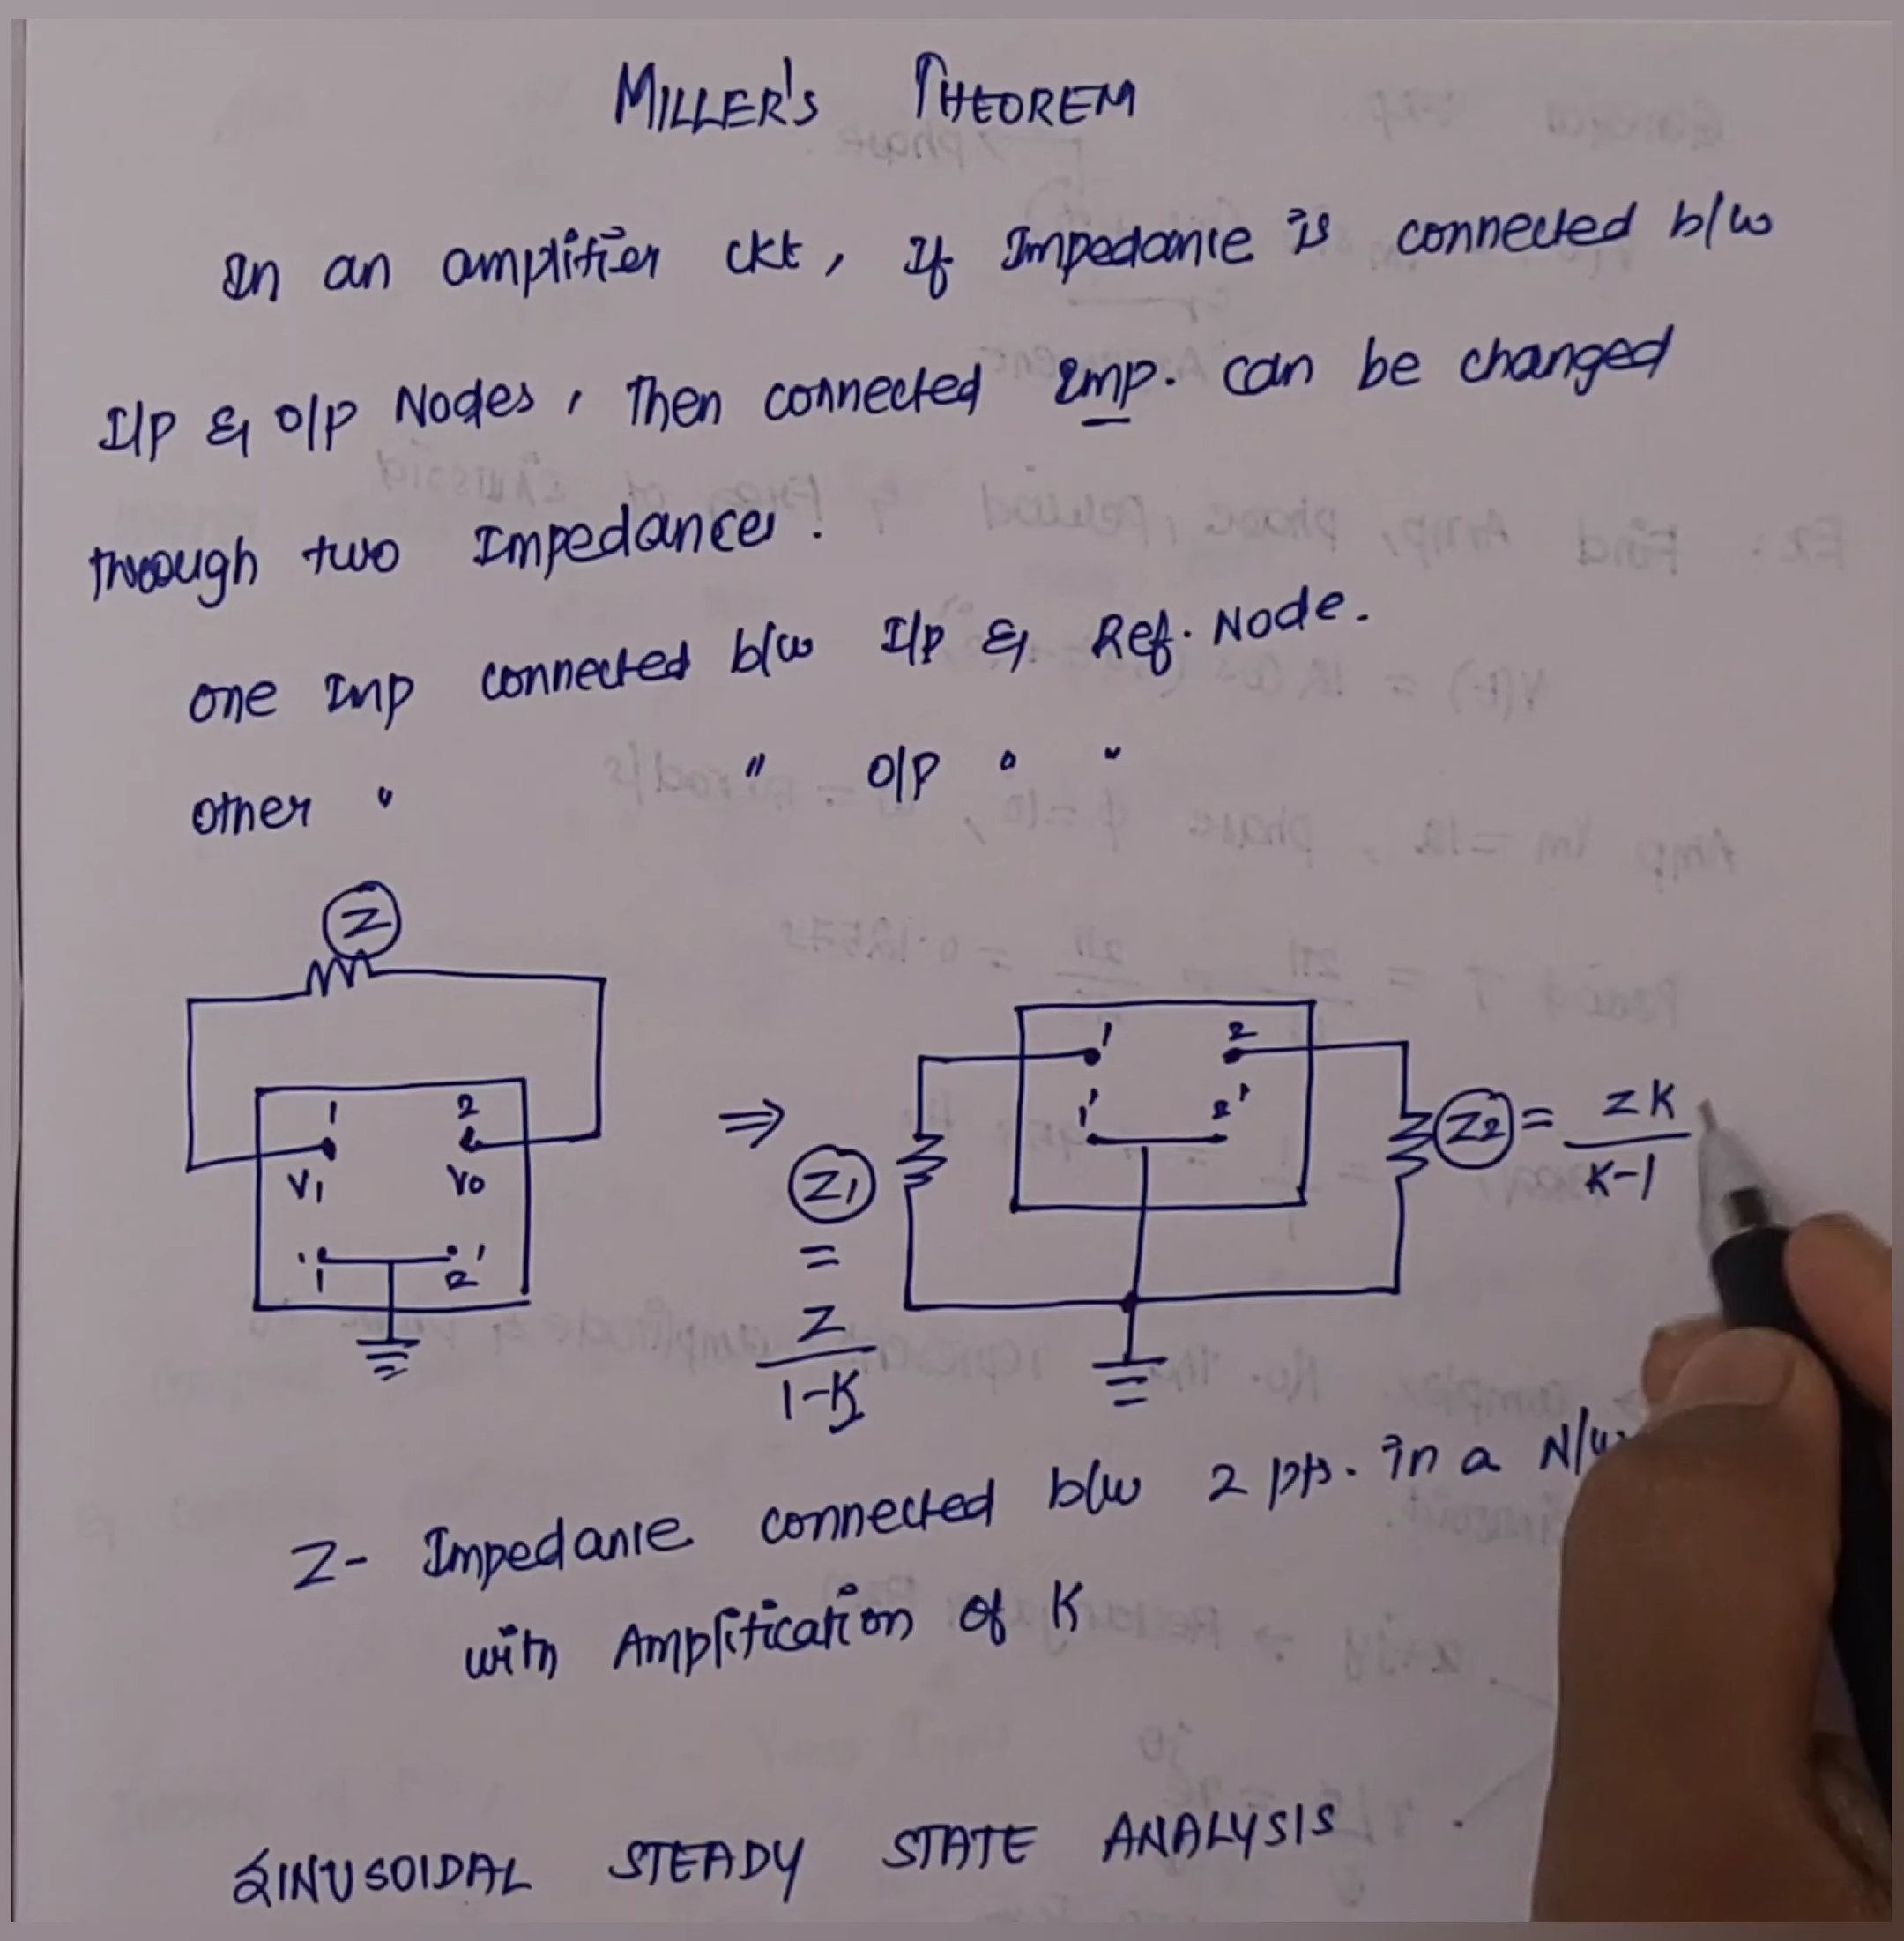 MILLER'S THEOREM
In an amplifier ckt, If Impedance is connected b/w
I/p & O/p Nodes, Then connected Imp. can be changed
through two Impedances.
one Imp connected b/w I/p & Ref. Node.
other " " O/p " "
Z
1 2
V1 Vo
1' 2'
⇒
1 2
1' 2'
Z1 = Z / 1-K
Z2 = ZK / K-1
Z- Impedance connected b/w 2 pts. in a N/w
with Amplification of K
SINUSOIDAL STEADY STATE ANALYSIS